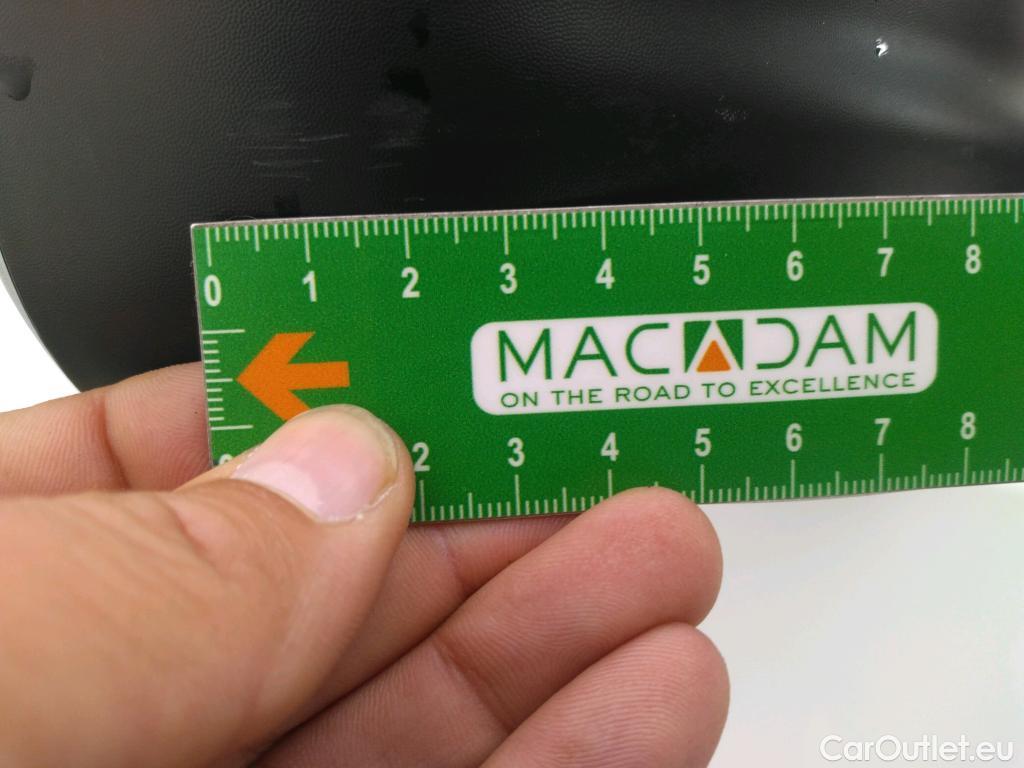 0 1 2 3 4 5 6 7 8
MACADAM
ON THE ROAD TO EXCELLENCE
2 3 4 5 6 7 8
CarOutlet.eu